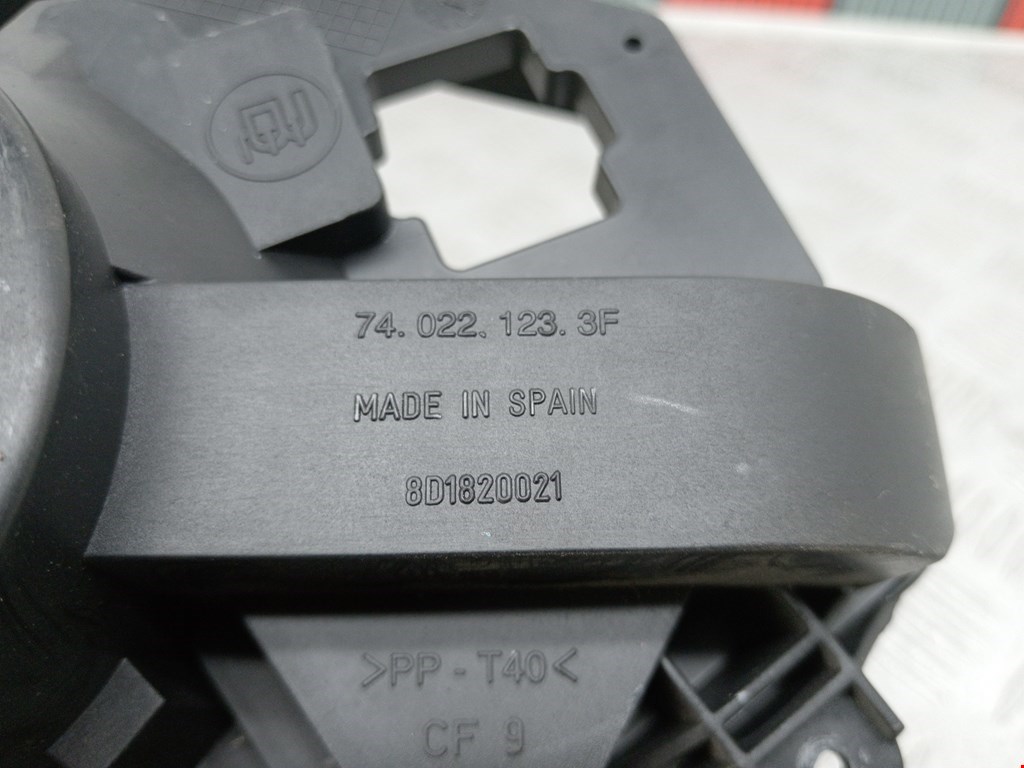 74. 022. 123. 3F
MADE IN SPAIN
8D1820021
>PP - T40<
CF 9